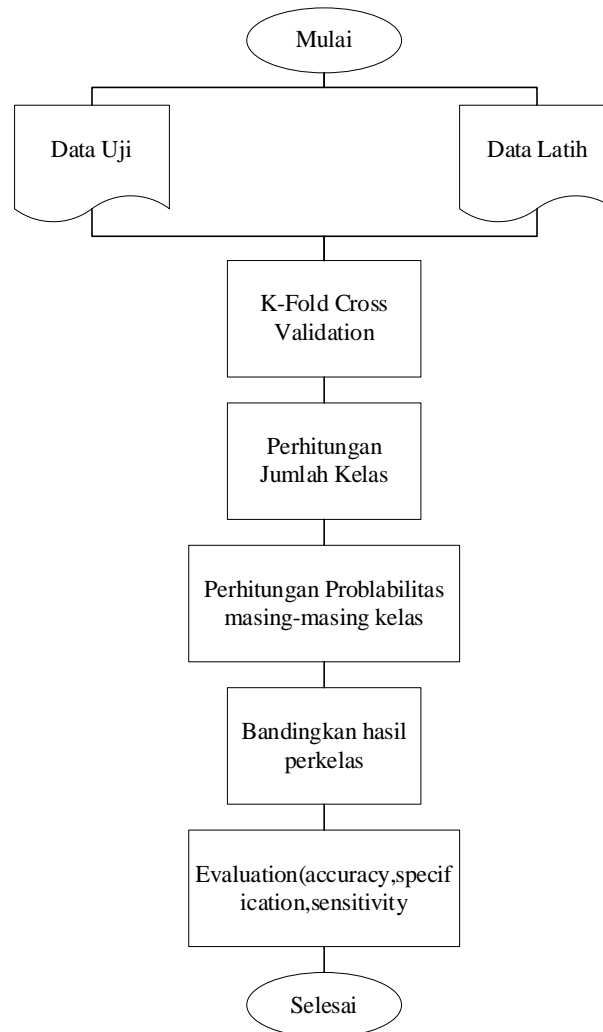 Mulai
Data Uji
Data Latih
K-Fold Cross
Validation
Perhitungan
Jumlah Kelas
Perhitungan Problabilitas
masing-masing kelas
Bandingkan hasil
perkelas
Evaluation(accuracy,specif
ication,sensitivity
Selesai